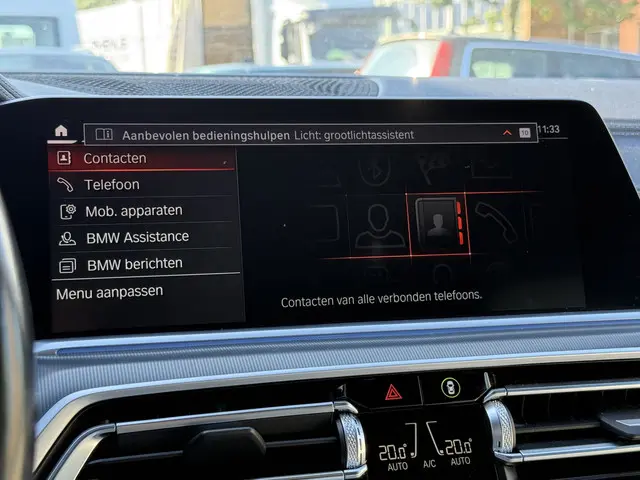 Aanbevolen bedieningshulpen Licht: grootlichtassistent
10
11:33
Contacten
Telefoon
Mob. apparaten
BMW Assistance
BMW berichten
Menu aanpassen
Contacten van alle verbonden telefoons.
20.0 20.0
AUTO A/C AUTO